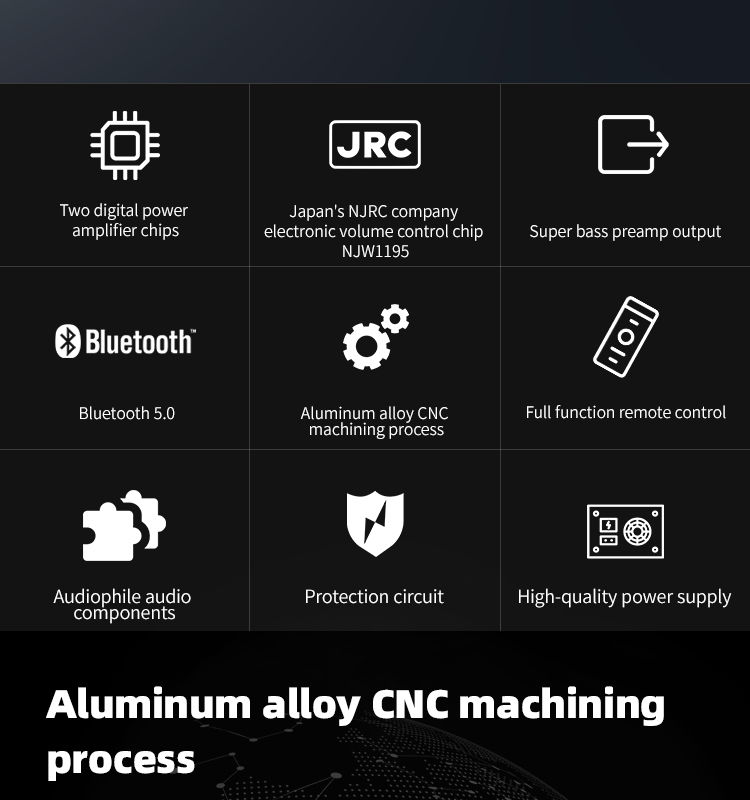 JRC
Two digital power
amplifier chips
Japan's NJRC company
electronic volume control chip
NJW1195
Super bass preamp output
Bluetooth™
Bluetooth 5.0
Aluminum alloy CNC
machining process
Full function remote control
Audiophile audio
components
Protection circuit
High-quality power supply
Aluminum alloy CNC machining
process